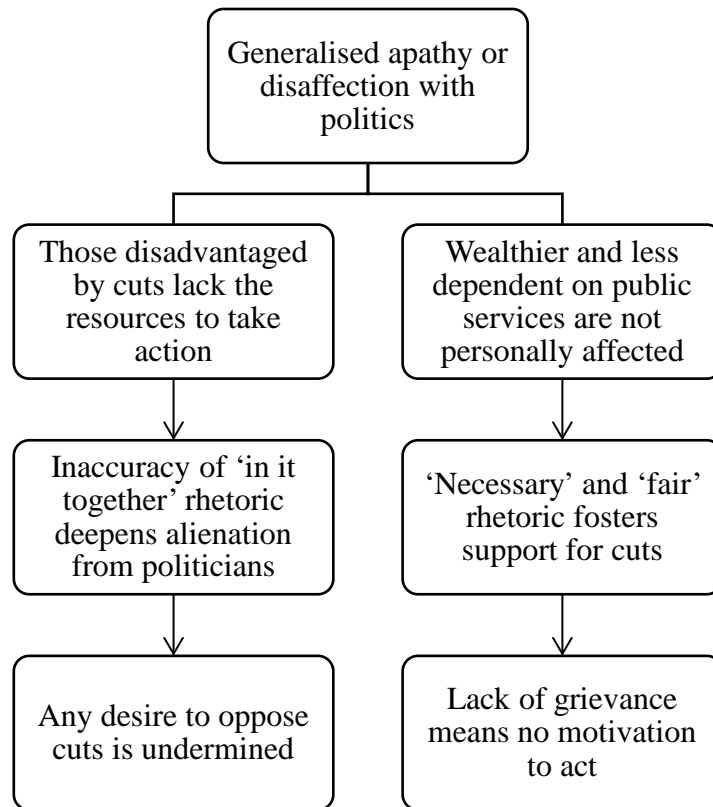 Generalised apathy or
disaffection with
politics
Those disadvantaged
by cuts lack the
resources to take
action
Wealthier and less
dependent on public
services are not
personally affected
Inaccuracy of ‘in it
together’ rhetoric
deepens alienation
from politicians
‘Necessary’ and ‘fair’
rhetoric fosters
support for cuts
Any desire to oppose
cuts is undermined
Lack of grievance
means no motivation
to act